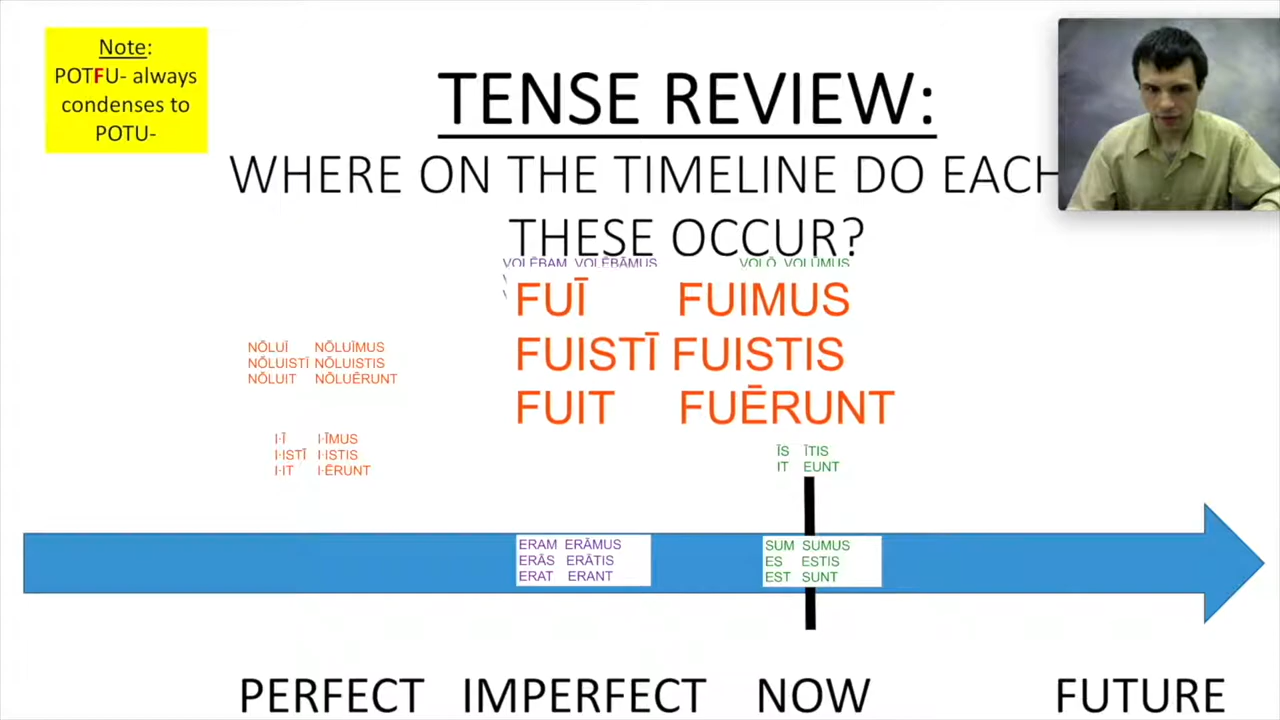 Note:
POTFU- always
condenses to
POTU-
TENSE REVIEW:
WHERE ON THE TIMELINE DO EACH
THESE OCCUR?
VOLĒBAM VOLĒBĀMUS
VOLŌ VOLUMUS
FUĪ FUIMUS
FUISTĪ FUISTIS
FUIT FUĒRUNT
NŌLUĪ NŌLUIMUS
NŌLUISTĪ NŌLUISTIS
NŌLUIT NŌLUĒRUNT
I·Ī I·ĪMUS
I·ISTĪ I·ISTIS
I·IT I·ĒRUNT
ĪS ĪTIS
IT EUNT
ERAM ERĀMUS
ERĀS ERĀTIS
ERAT ERANT
SUM SUMUS
ES ESTIS
EST SUNT
PERFECT IMPERFECT NOW FUTURE